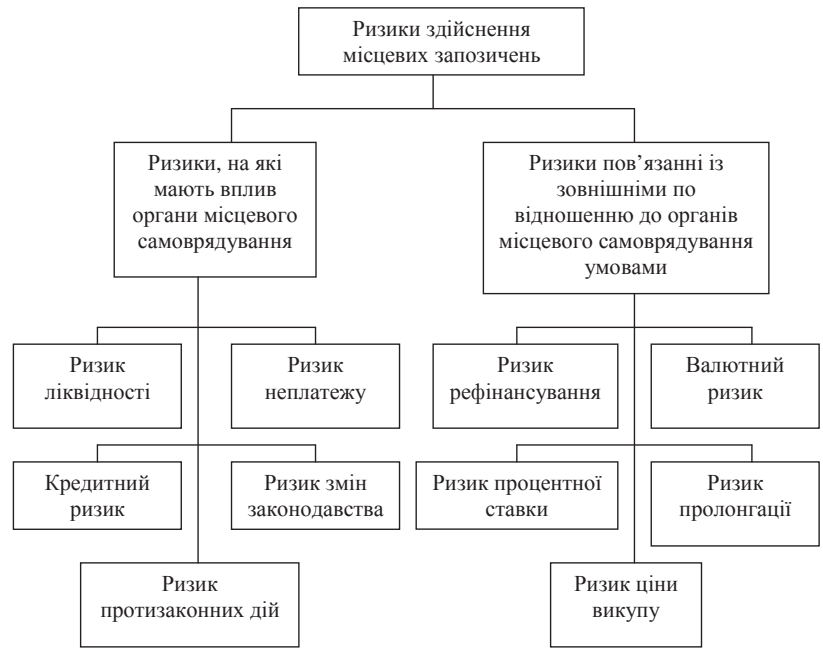 Ризики здійснення
місцевих запозичень
Ризики, на які
мають вплив
органи місцевого
самоврядування
Ризики пов’язанні із
зовнішніми по
відношенню до органів
місцевого самоврядування
умовами
Ризик
ліквідності
Ризик
неплатежу
Ризик
рефінансування
Валютний
ризик
Кредитний
ризик
Ризик змін
законодавства
Ризик процентної
ставки
Ризик
пролонгації
Ризик
протизаконних дій
Ризик ціни
викупу